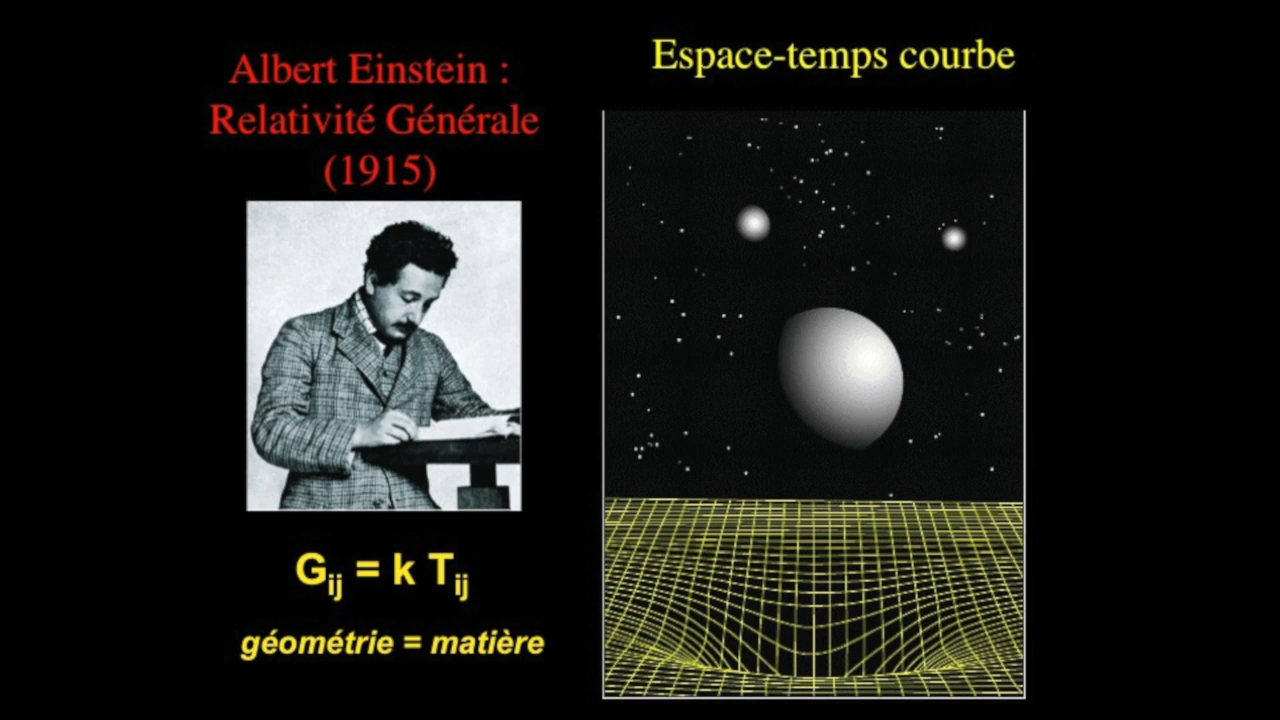 Albert Einstein :
Relativité Générale
(1915)
Espace-temps courbe
Gij = k Tij
géométrie = matière